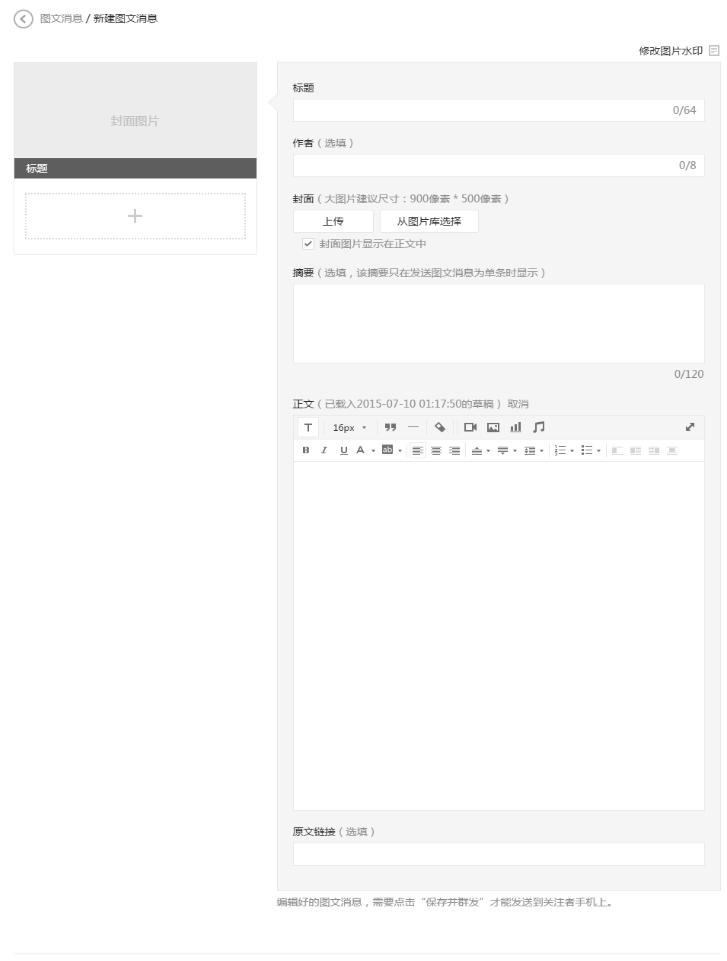 图文消息 / 新建图文消息
修改图片水印
封面图片
标题
标题
0/64
作者（选填）
0/8
封面（大图片建议尺寸：900像素 * 500像素）
上传 从图片库选择
封面图片显示在正文中
摘要（选填，该摘要只在发送图文消息为单条时显示）
0/120
正文（已载入2015-07-10 01:17:50的草稿）取消
T 16px
B I U A ab
原文链接（选填）
编辑好的图文消息，需要点击“保存并群发”才能发送到关注者手机上。